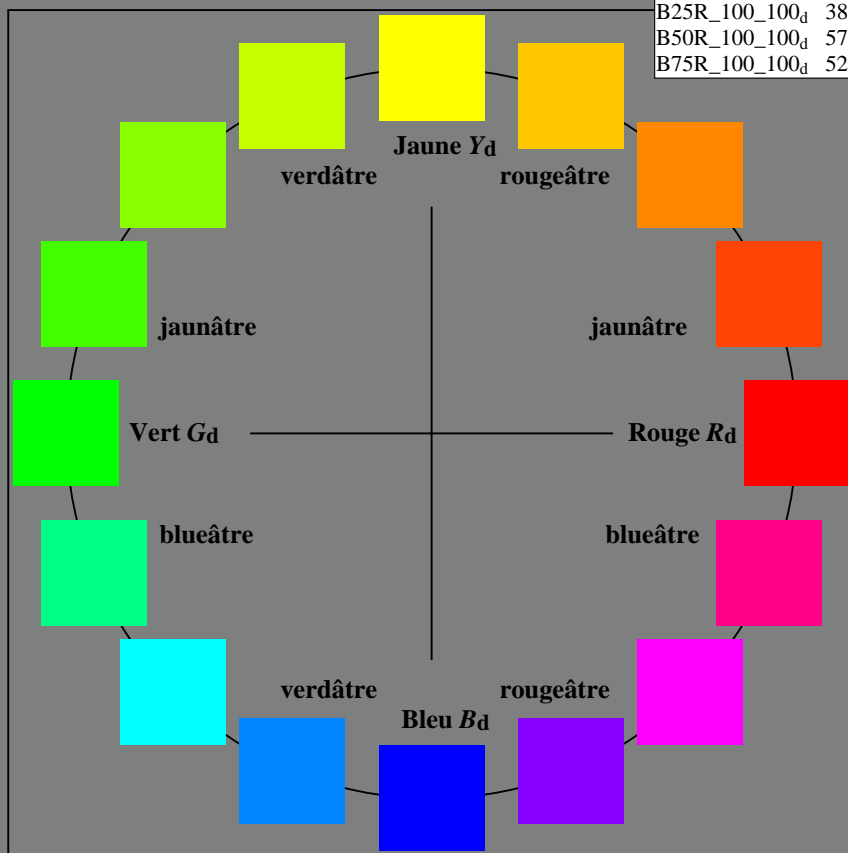 B25R_100_100d 38
B50R_100_100d 57
B75R_100_100d 52
Jaune Yd
verdâtre rougeâtre
jaunâtre jaunâtre
Vert Gd Rouge Rd
blueâtre blueâtre
verdâtre rougeâtre
Bleu Bd